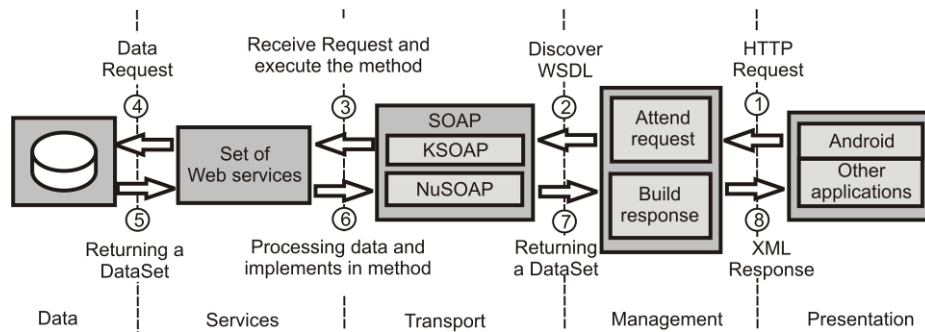 Data
Request
Receive Request and
execute the method
Discover
WSDL
HTTP
Request
4
3
2
1
Set of
Web services
SOAP
KSOAP
NuSOAP
Attend
request
Build
response
Android
Other
applications
5
6
7
8
Returning a
DataSet
Processing data and
implements in method
Returning
a DataSet
XML
Response
Data
Services
Transport
Management
Presentation